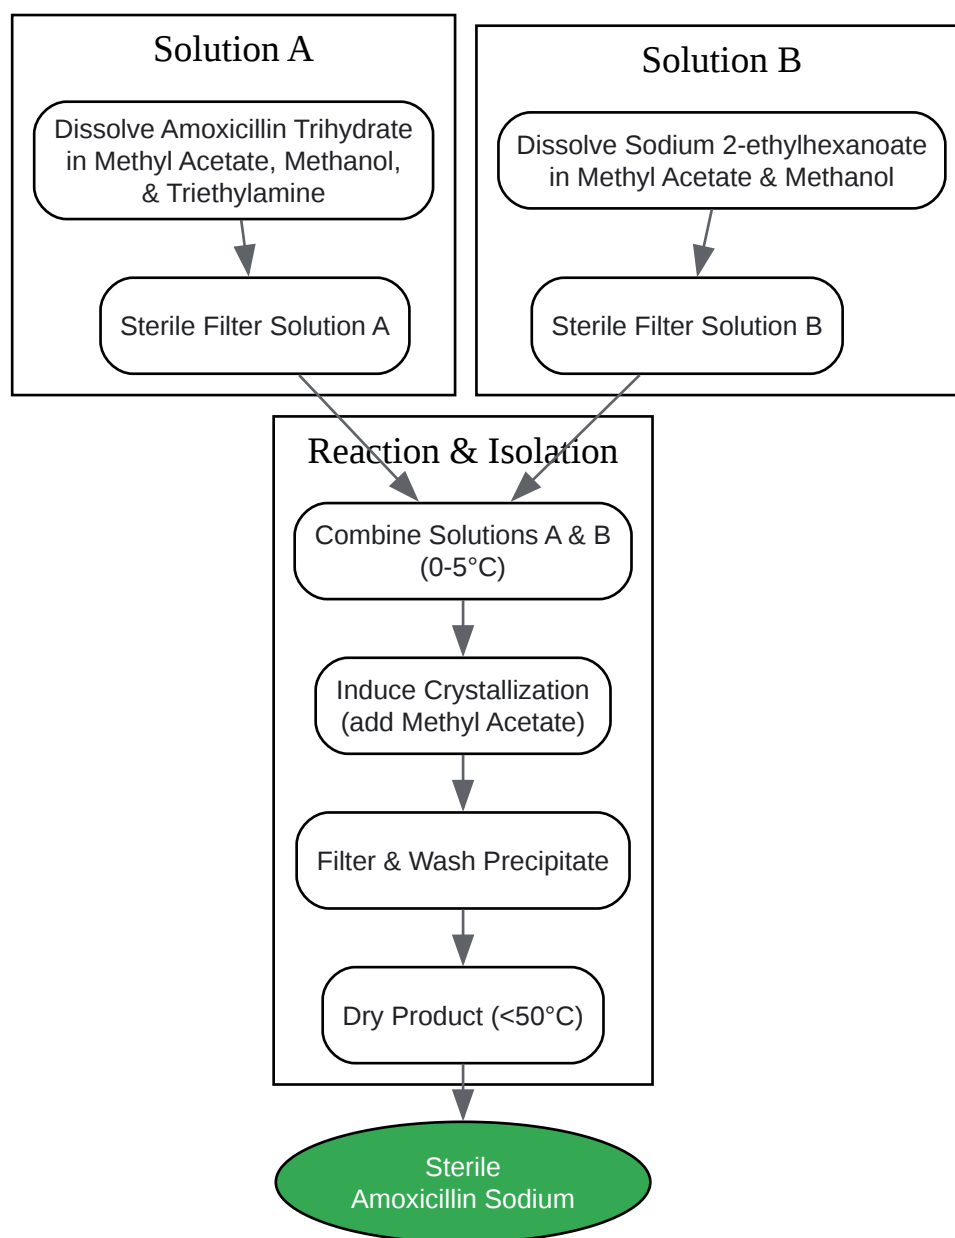 Solution A
Dissolve Amoxicillin Trihydrate
in Methyl Acetate, Methanol,
& Triethylamine
Sterile Filter Solution A
Solution B
Dissolve Sodium 2-ethylhexanoate
in Methyl Acetate & Methanol
Sterile Filter Solution B
Reaction & Isolation
Combine Solutions A & B
(0-5°C)
Induce Crystallization
(add Methyl Acetate)
Filter & Wash Precipitate
Dry Product (<50°C)
Sterile
Amoxicillin Sodium